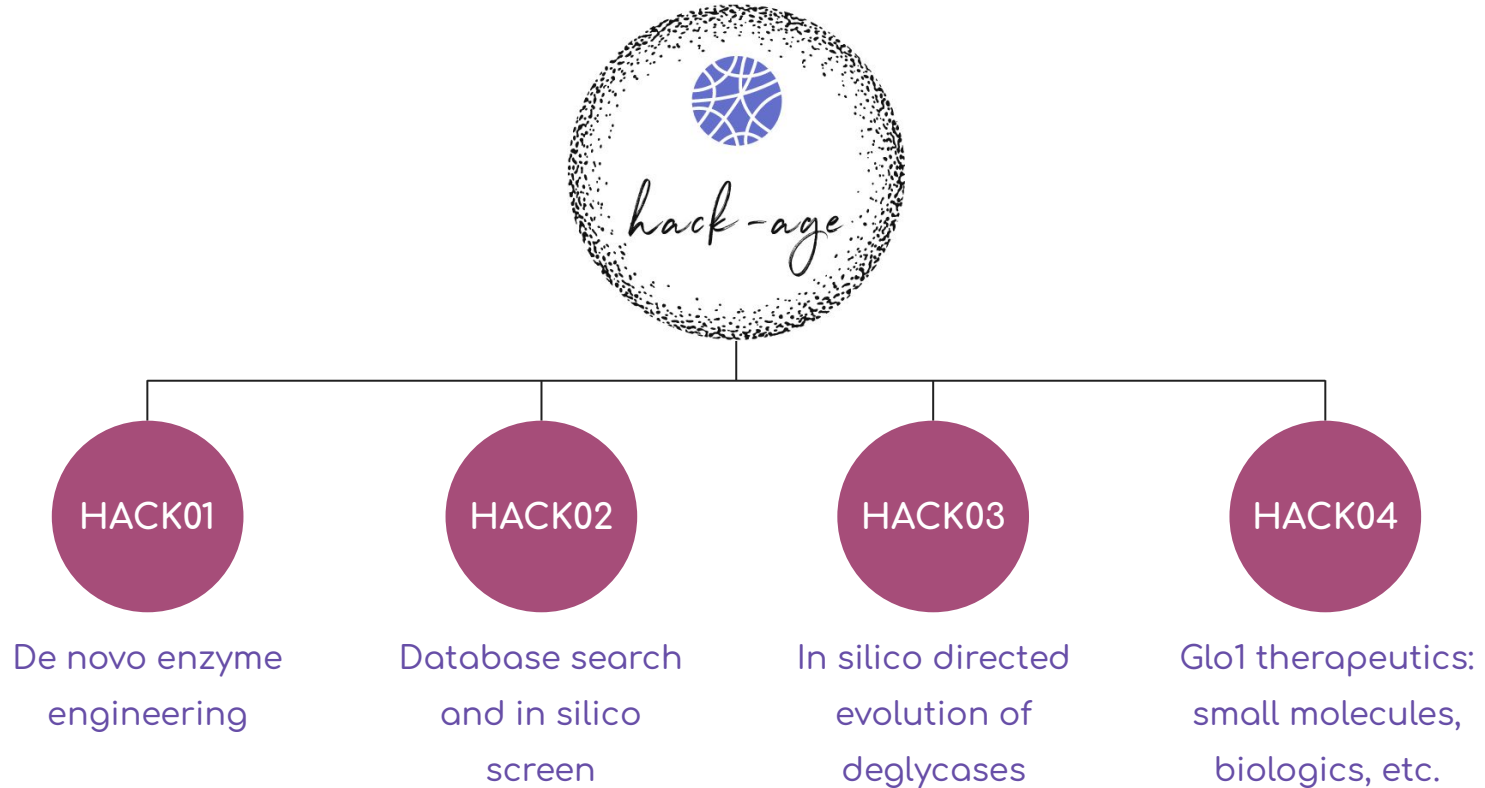 hack-age
HACK01
HACK02
HACK03
HACK04
De novo enzyme
engineering
Database search
and in silico
screen
In silico directed
evolution of
deglycases
Glo1 therapeutics:
small molecules,
biologics, etc.